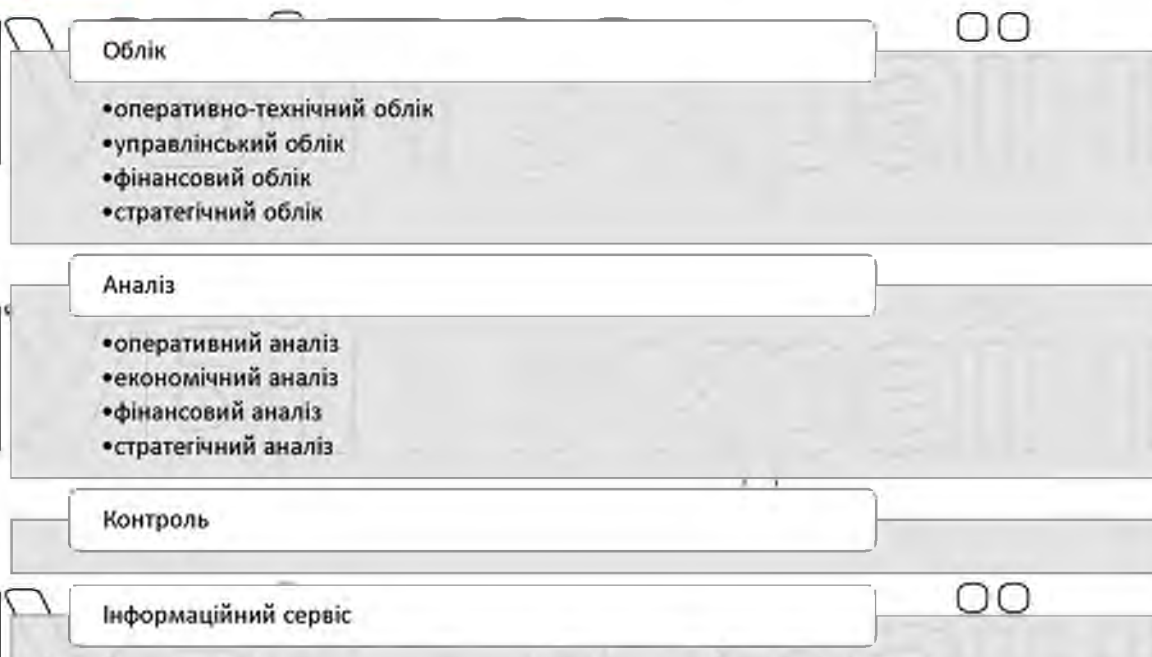 Облік
•оперативно-технічний облік
•управлінський облік
•фінансовий облік
•стратегічний облік
Аналіз
•оперативний аналіз
•економічний аналіз
•фінансовий аналіз
•стратегічний аналіз
Контроль
Інформаційний сервіс